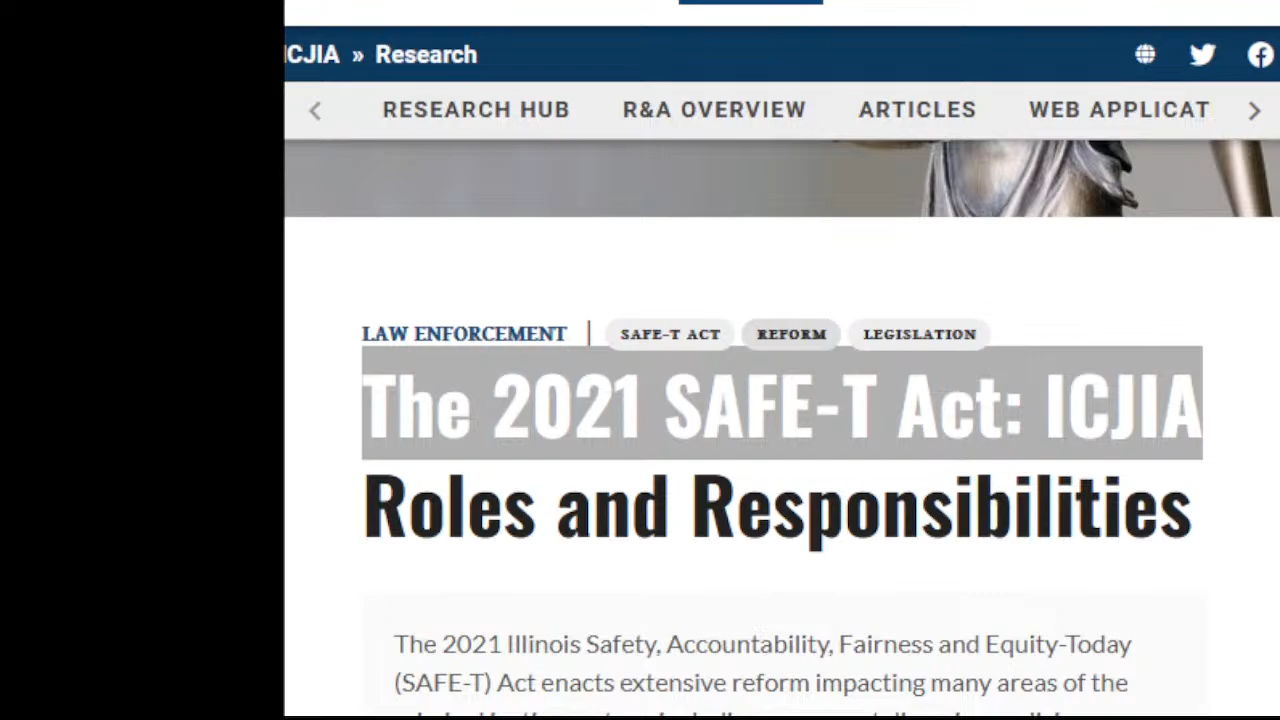 ICJIA » Research
RESEARCH HUB R&A OVERVIEW ARTICLES WEB APPLICAT
LAW ENFORCEMENT | SAFE-T ACT REFORM LEGISLATION
The 2021 SAFE-T Act: ICJIA
Roles and Responsibilities
The 2021 Illinois Safety, Accountability, Fairness and Equity-Today
(SAFE-T) Act enacts extensive reform impacting many areas of the